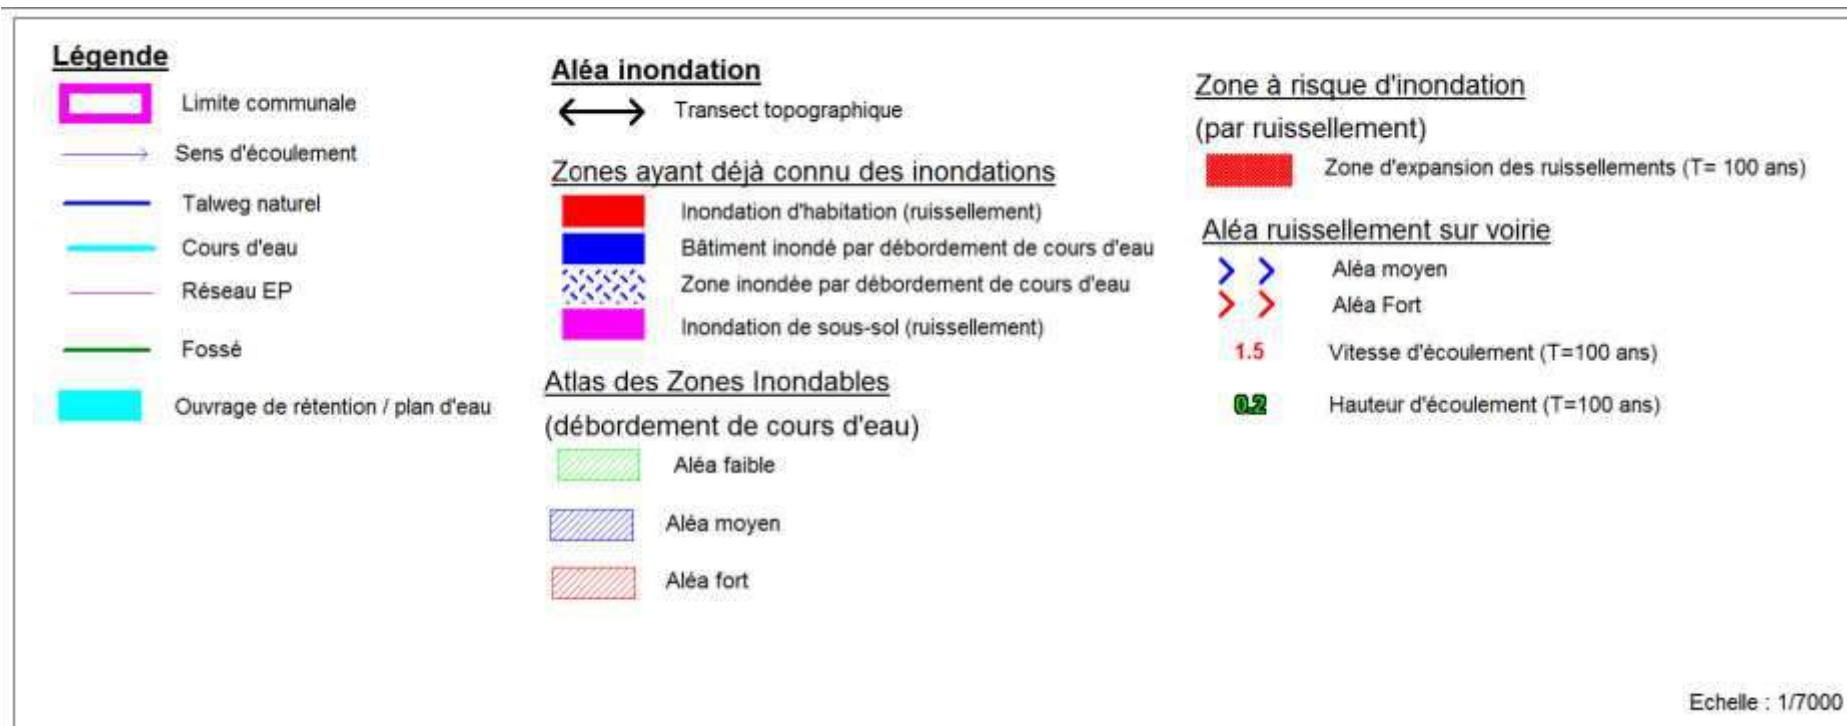 Légende
Limite communale
Sens d'écoulement
Talweg naturel
Cours d'eau
Réseau EP
Fossé
Ouvrage de rétention / plan d'eau
Aléa inondation
Transect topographique
Zones ayant déjà connu des inondations
Inondation d'habitation (ruissellement)
Bâtiment inondé par débordement de cours d'eau
Zone inondée par débordement de cours d'eau
Inondation de sous-sol (ruissellement)
Atlas des Zones Inondables
(débordement de cours d'eau)
Aléa faible
Aléa moyen
Aléa fort
Zone à risque d'inondation
(par ruissellement)
Zone d'expansion des ruissellements (T= 100 ans)
Aléa ruissellement sur voirie
Aléa moyen
Aléa Fort
1.5 Vitesse d'écoulement (T=100 ans)
0.2 Hauteur d'écoulement (T=100 ans)
Echelle : 1/7000